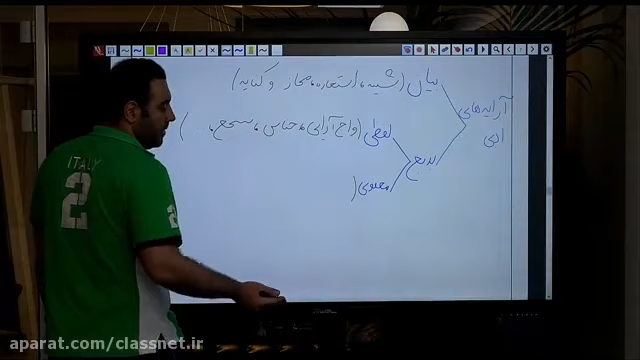 بیان (تشبیه، استعاره، مجاز و کنایه)
آرایه‌های
ادبی
لفظی (واج‌آرایی، جناس، سجع، )
بدیع
معنوی (
ITALY
2
2
aparat.com/classnet.ir